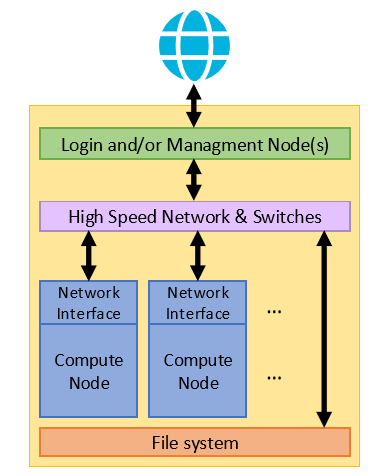 Login and/or Managment Node(s)
High Speed Network & Switches
Network
Interface
Network
Interface
...
Compute
Node
Compute
Node
...
File system